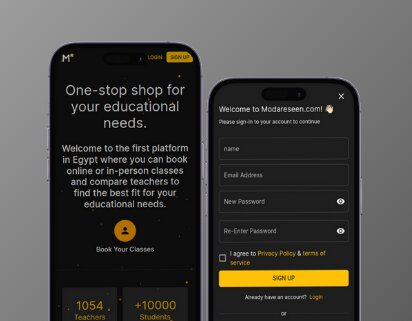 M*
LOGIN
SIGN UP
One-stop shop for
your educational
needs.
Welcome to the first platform
in Egypt where you can book
online or in-person classes
and compare teachers to
find the best fit for your
educational needs.
Book Your Classes
1054
Teachers
+10000
Students
Welcome to Modareseen.com! 👋🏻
Please sign-in to your account to continue
name
Email Address
New Password
Re-Enter Password
I agree to Privacy Policy & terms of
service
SIGN UP
Already have an account? Login
or